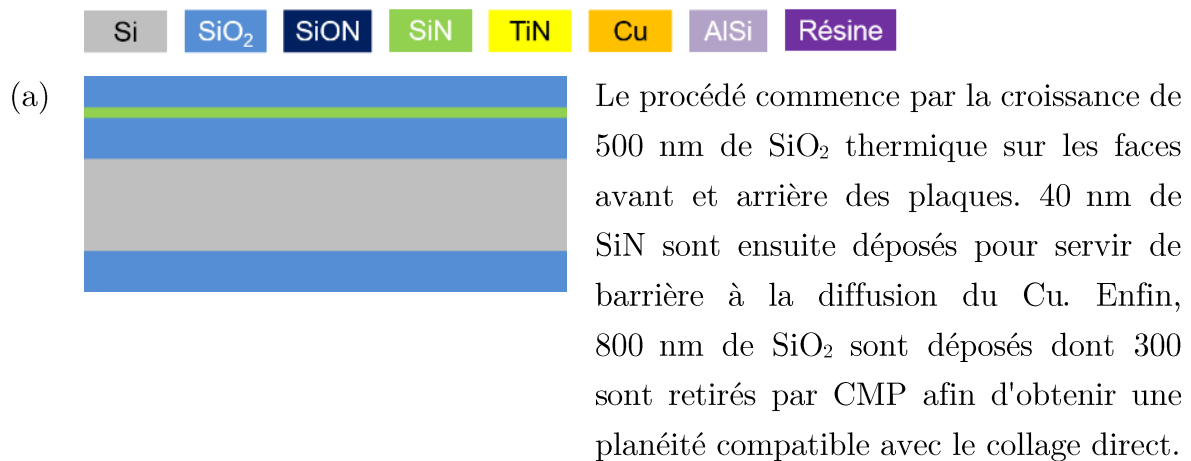 Si SiO₂ SiON SiN TiN Cu AlSi Résine
(a)
Le procédé commence par la croissance de
500 nm de SiO₂ thermique sur les faces
avant et arrière des plaques. 40 nm de
SiN sont ensuite déposés pour servir de
barrière à la diffusion du Cu. Enfin,
800 nm de SiO₂ sont déposés dont 300
sont retirés par CMP afin d'obtenir une
planéité compatible avec le collage direct.